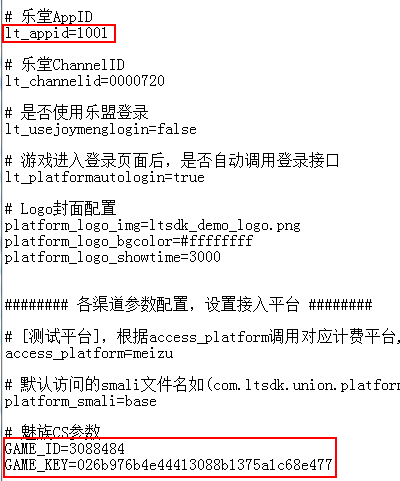 # 乐堂AppID
lt_appid=1001
# 乐堂ChannelID
lt_channelid=0000720
# 是否使用乐盟登录
lt_usejoymenglogin=false
# 游戏进入登录页面后，是否自动调用登录接口
lt_platformautologin=true
# Logo封面配置
platform_logo_img=ltsdk_demo_logo.png
platform_logo_bgcolor=#ffffffff
platform_logo_showtime=3000
######## 各渠道参数配置，设置接入平台 ########
# [测试平台]，根据access_platform调用对应计费平台,
access_platform=meizu
# 默认访问的smali文件名如(com.ltsdk.union.platfor
platform_smali=base
# 魅族CS参数
GAME_ID=3088484
GAME_KEY=026b976b4e44413088b1375a1c68e477